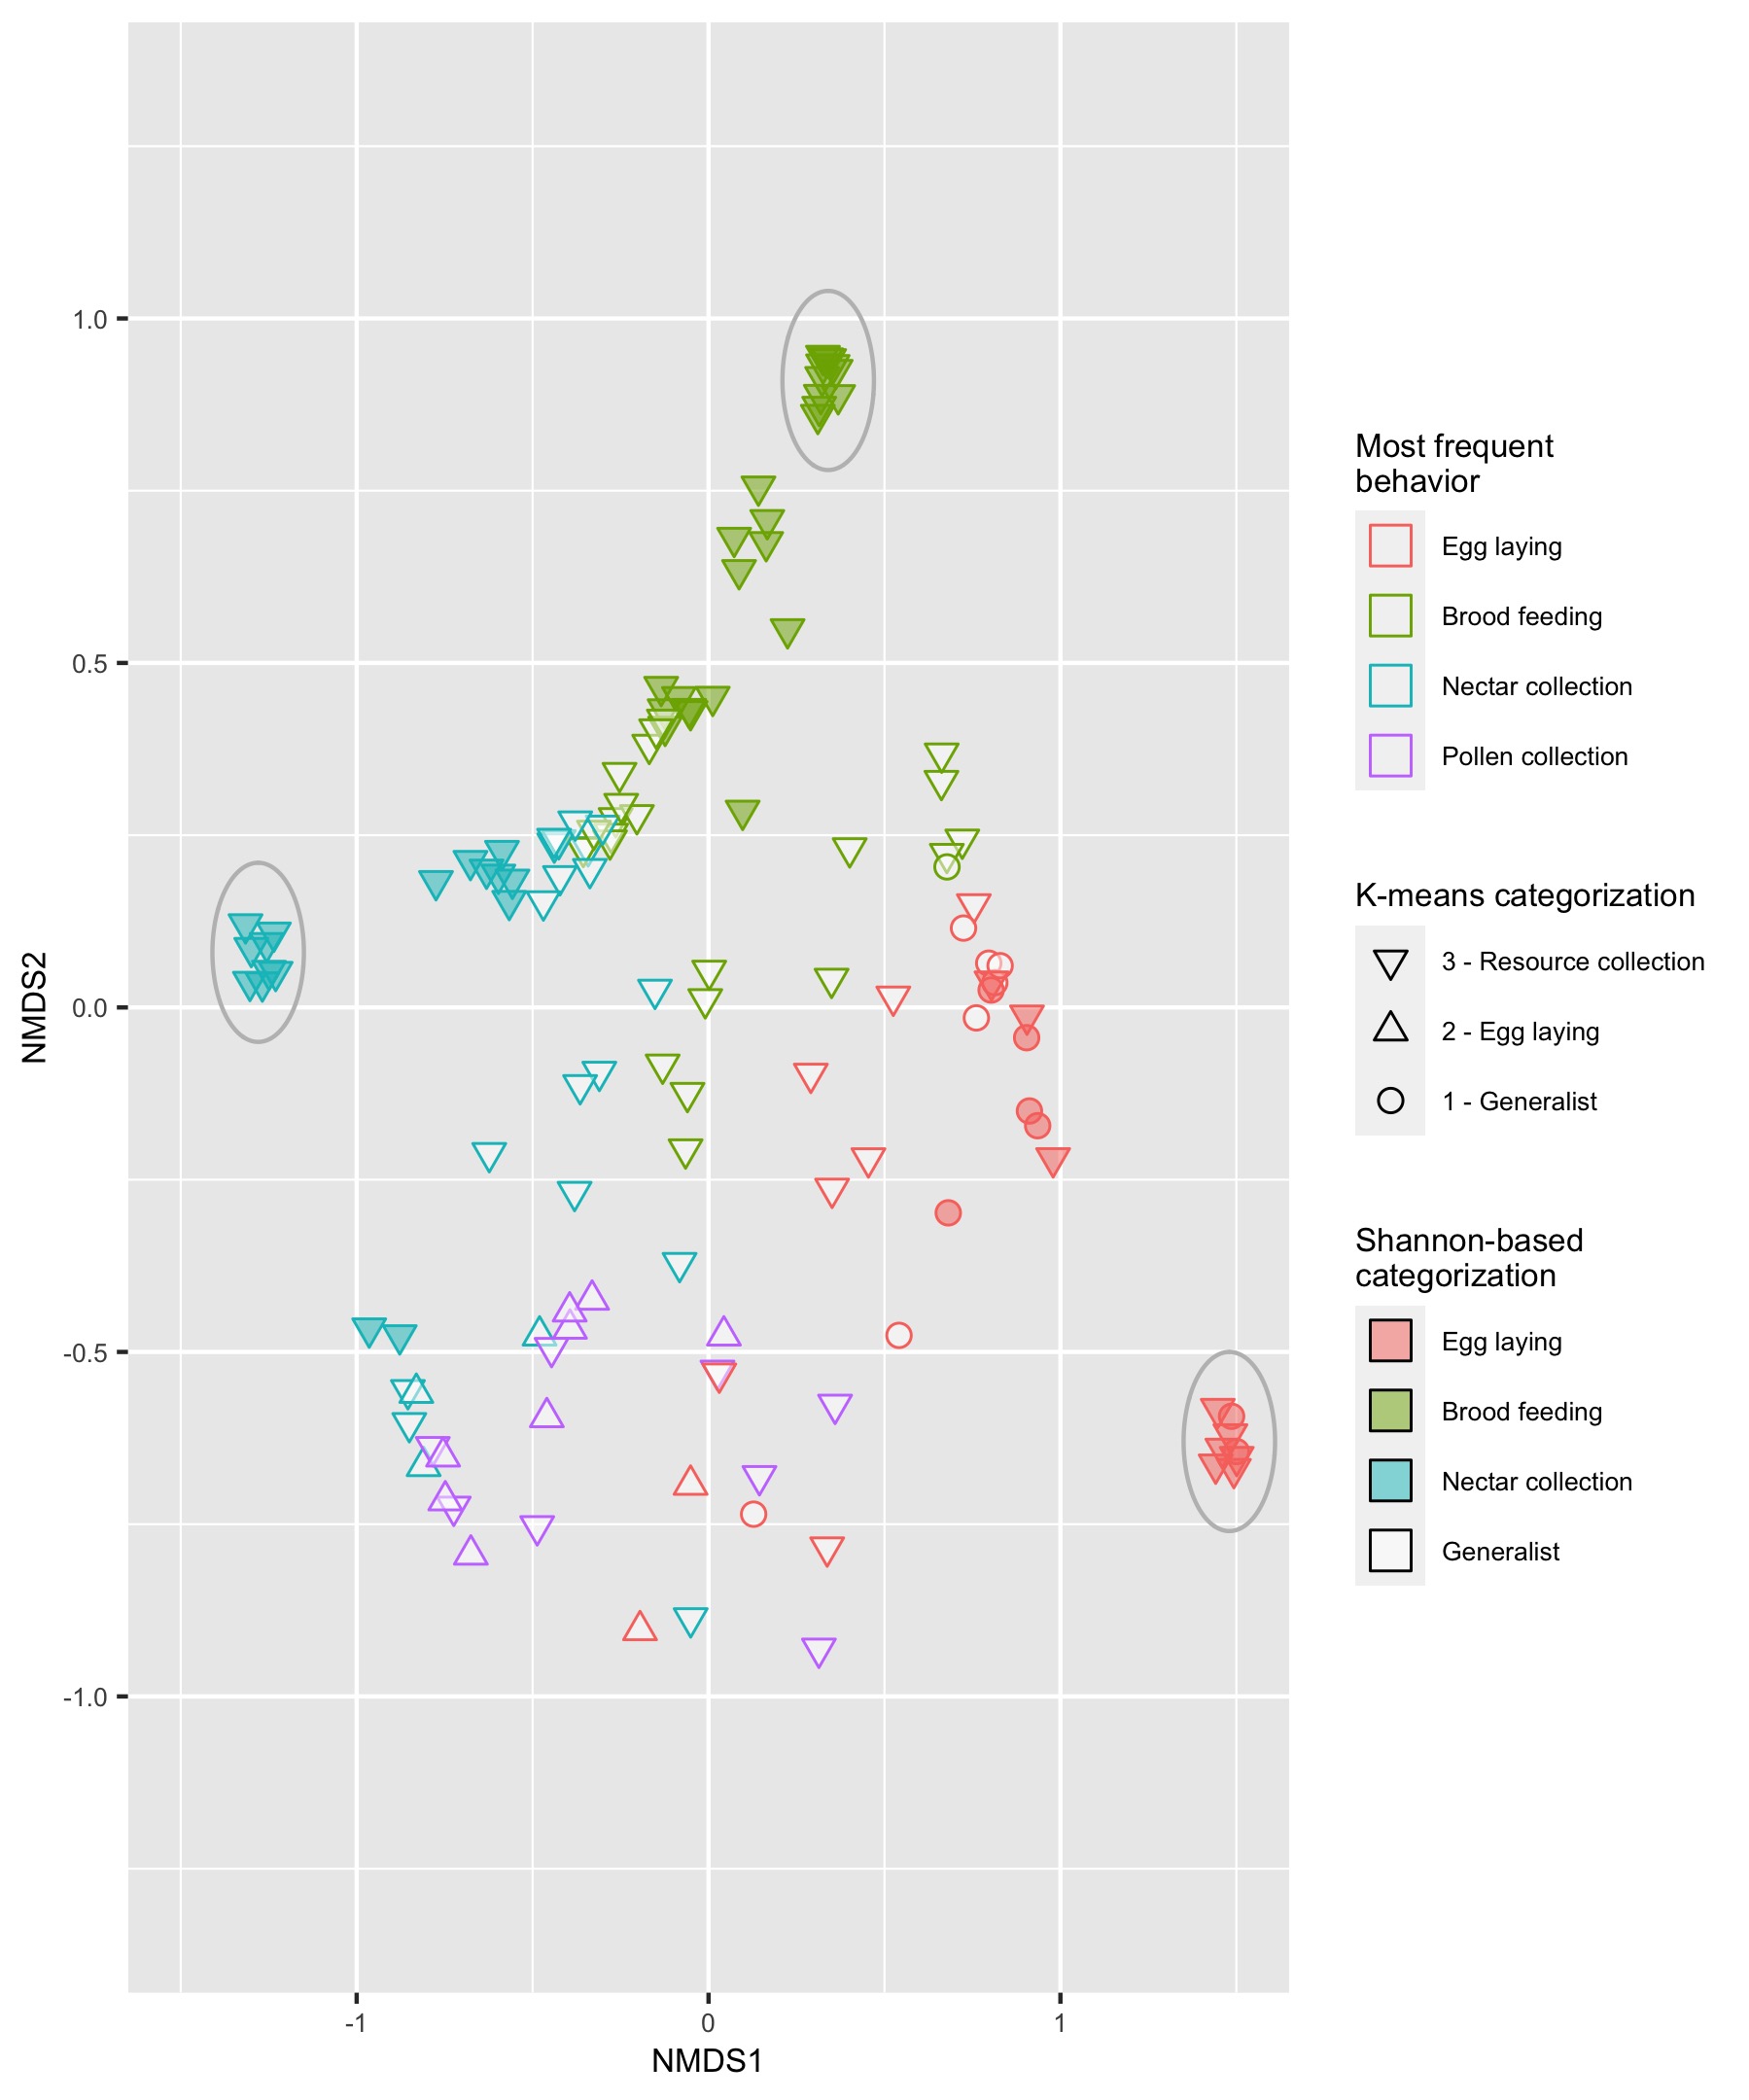 1.0
0.5
0.0
-0.5
-1.0
NMDS2
-1
0
1
NMDS1
Most frequent
behavior
Egg laying
Brood feeding
Nectar collection
Pollen collection
K-means categorization
3 - Resource collection
2 - Egg laying
1 - Generalist
Shannon-based
categorization
Egg laying
Brood feeding
Nectar collection
Generalist